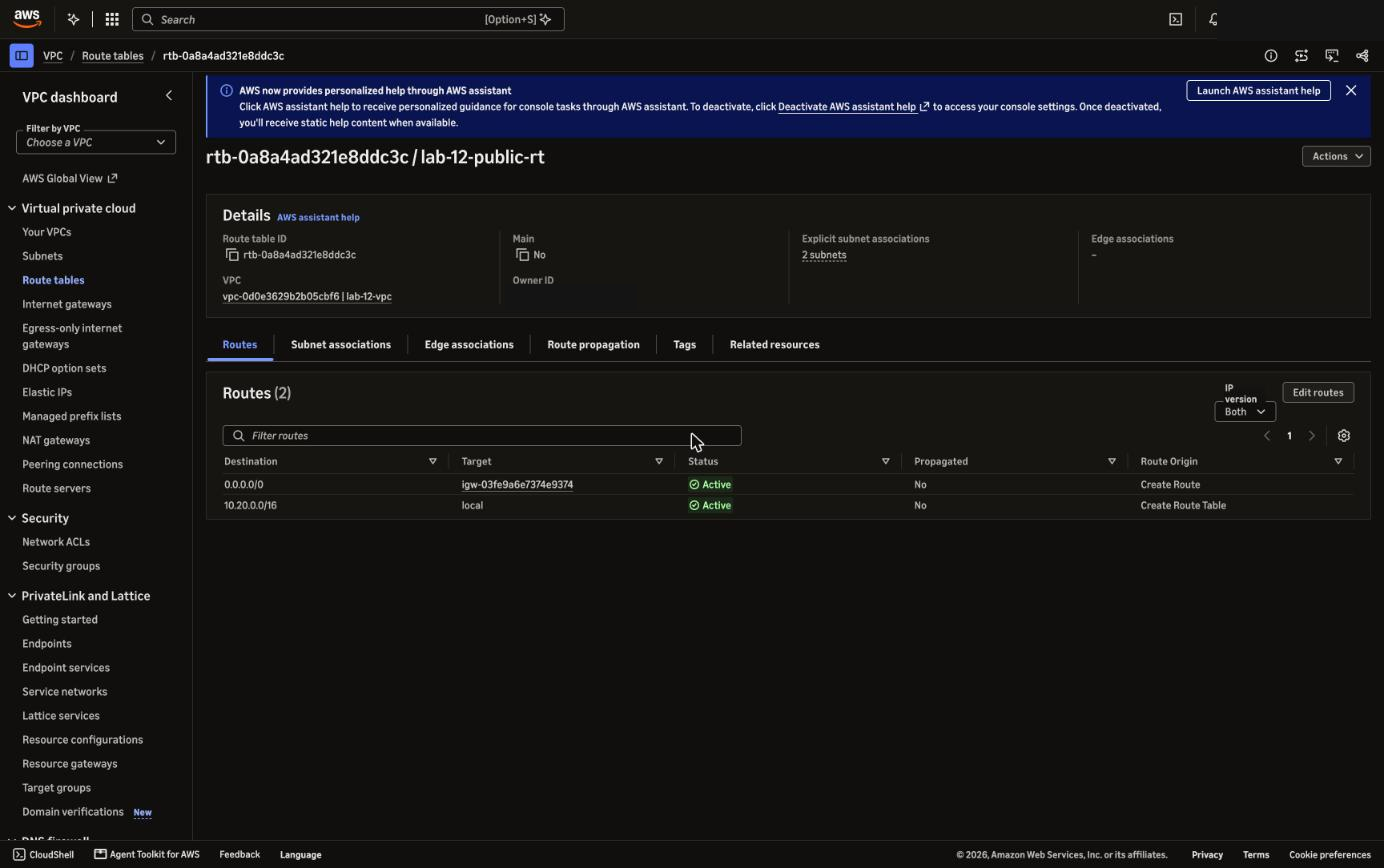 aws
Search
[Option+S]
VPC / Route tables / rtb-0a8a4ad321e8ddc3c
VPC dashboard
Filter by VPC
Choose a VPC
AWS Global View
Virtual private cloud
Your VPCs
Subnets
Route tables
Internet gateways
Egress-only internet
gateways
DHCP option sets
Elastic IPs
Managed prefix lists
NAT gateways
Peering connections
Route servers
Security
Network ACLs
Security groups
PrivateLink and Lattice
Getting started
Endpoints
Endpoint services
Service networks
Lattice services
Resource configurations
Resource gateways
Target groups
Domain verifications New
DNS firewall
AWS now provides personalized help through AWS assistant
Click AWS assistant help to receive personalized guidance for console tasks through AWS assistant. To deactivate, click Deactivate AWS assistant help to access your console settings. Once deactivated,
you'll receive static help content when available.
Launch AWS assistant help
rtb-0a8a4ad321e8ddc3c / lab-12-public-rt
Actions
Details AWS assistant help
Route table ID
rtb-0a8a4ad321e8ddc3c
Main
No
Explicit subnet associations
2 subnets
Edge associations
–
VPC
vpc-0d0e3629b2b05cbf6 | lab-12-vpc
Owner ID
Routes Subnet associations Edge associations Route propagation Tags Related resources
Routes (2)
IP
version
Both
Edit routes
Filter routes
1
Destination Target Status Propagated Route Origin
0.0.0.0/0 igw-03fe9a6e7374e9374 Active No Create Route
10.20.0.0/16 local Active No Create Route Table
CloudShell Agent Toolkit for AWS Feedback Language © 2026, Amazon Web Services, Inc. or its affiliates. Privacy Terms Cookie preferences